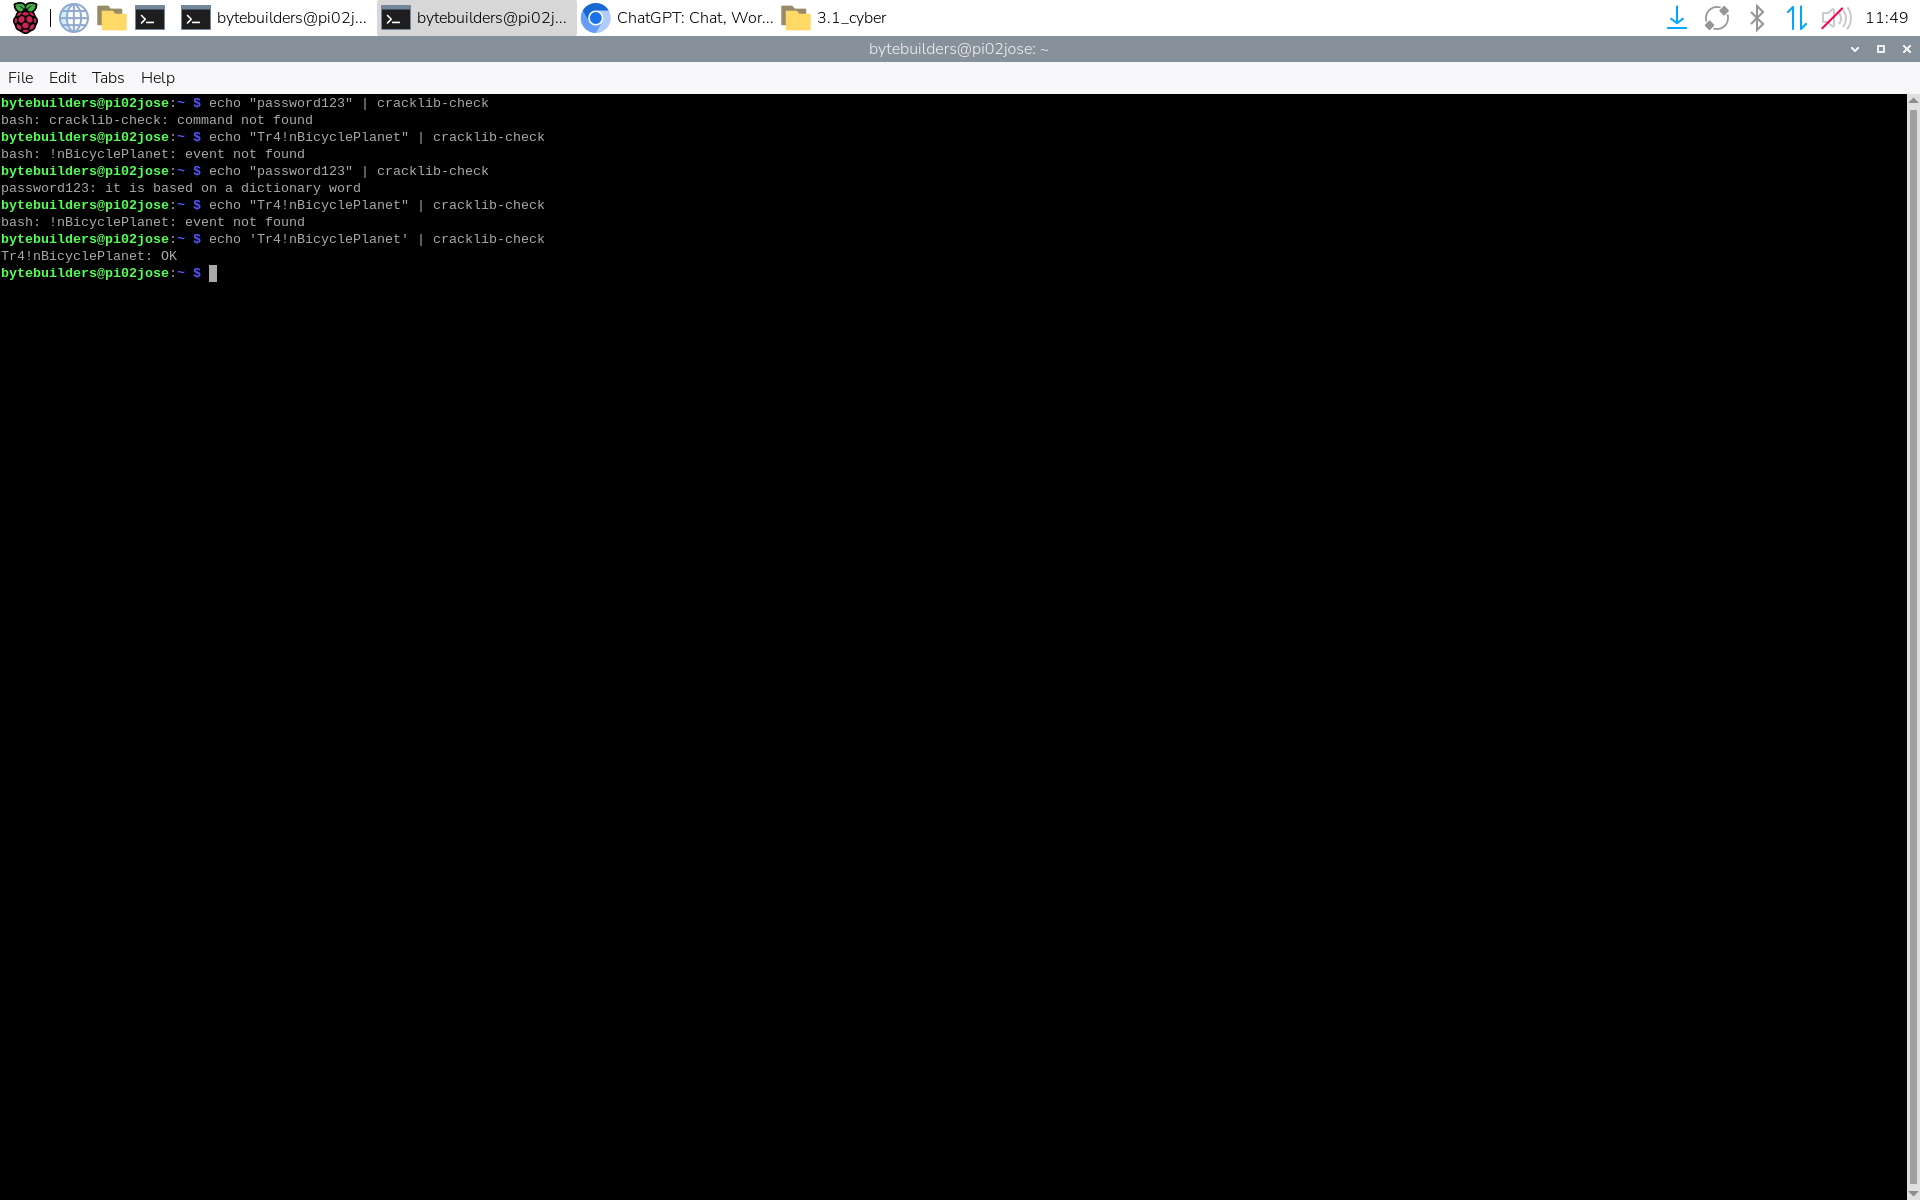 bytebuilders@pi02j... bytebuilders@pi02j... ChatGPT: Chat, Wor... 3.1_cyber 11:49
bytebuilders@pi02jose: ~
File Edit Tabs Help
bytebuilders@pi02jose:~ $ echo "password123" | cracklib-check
bash: cracklib-check: command not found
bytebuilders@pi02jose:~ $ echo "Tr4!nBicyclePlanet" | cracklib-check
bash: !nBicyclePlanet: event not found
bytebuilders@pi02jose:~ $ echo "password123" | cracklib-check
password123: it is based on a dictionary word
bytebuilders@pi02jose:~ $ echo "Tr4!nBicyclePlanet" | cracklib-check
bash: !nBicyclePlanet: event not found
bytebuilders@pi02jose:~ $ echo 'Tr4!nBicyclePlanet' | cracklib-check
Tr4!nBicyclePlanet: OK
bytebuilders@pi02jose:~ $